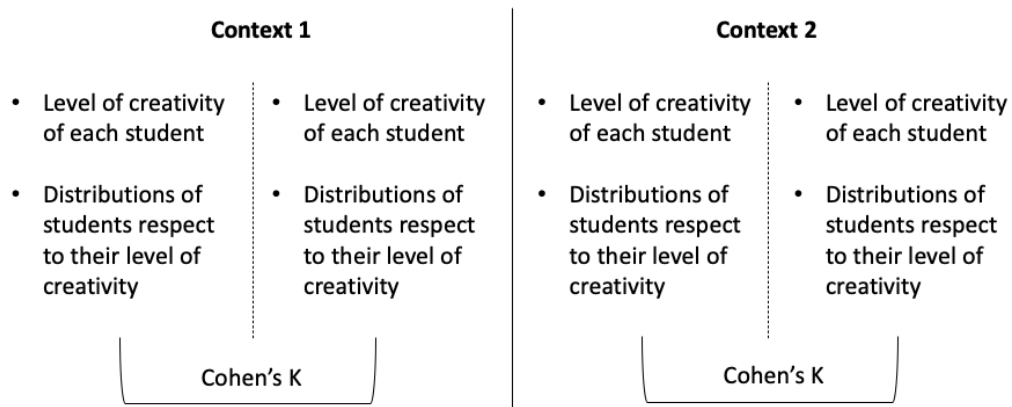 Context 1
• Level of creativity
of each student
• Distributions of
students respect
to their level of
creativity
• Level of creativity
of each student
• Distributions of
students respect
to their level of
creativity
Cohen's K
Context 2
• Level of creativity
of each student
• Distributions of
students respect
to their level of
creativity
• Level of creativity
of each student
• Distributions of
students respect
to their level of
creativity
Cohen's K